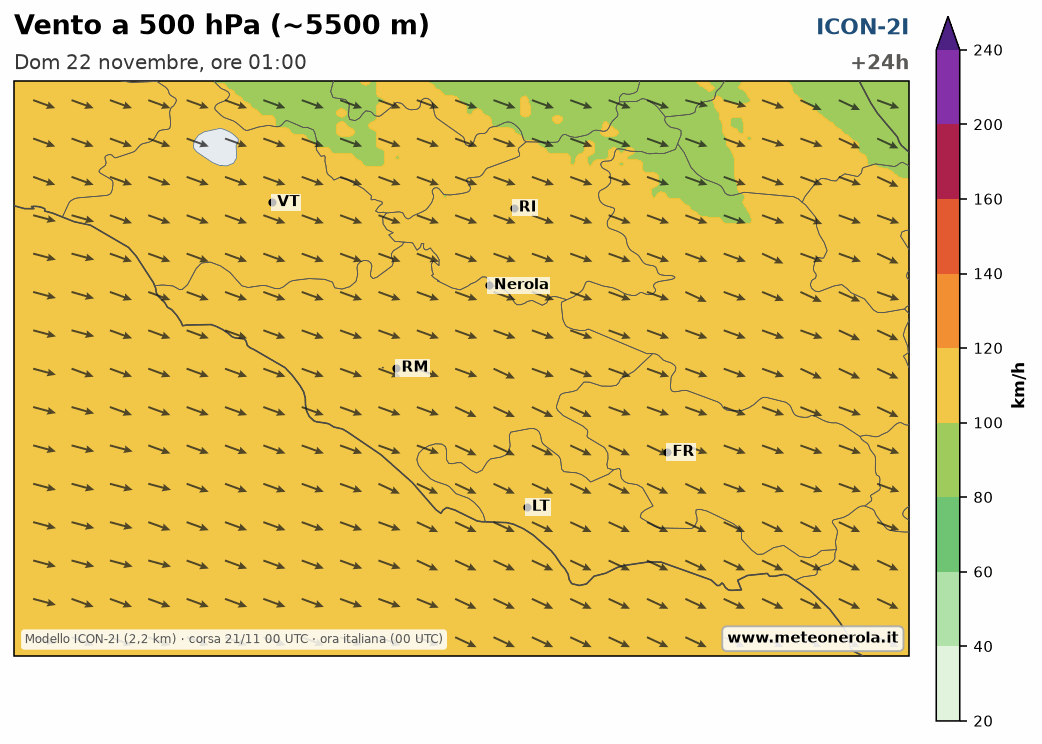 Vento a 500 hPa (~5500 m)
ICON-2I
Dom 22 novembre, ore 01:00
+24h
VT
RI
Nerola
RM
FR
LT
Modello ICON-2I (2,2 km) · corsa 21/11 00 UTC · ora italiana (00 UTC)
www.meteonerola.it
240
200
160
140
120
100
80
60
40
20
km/h